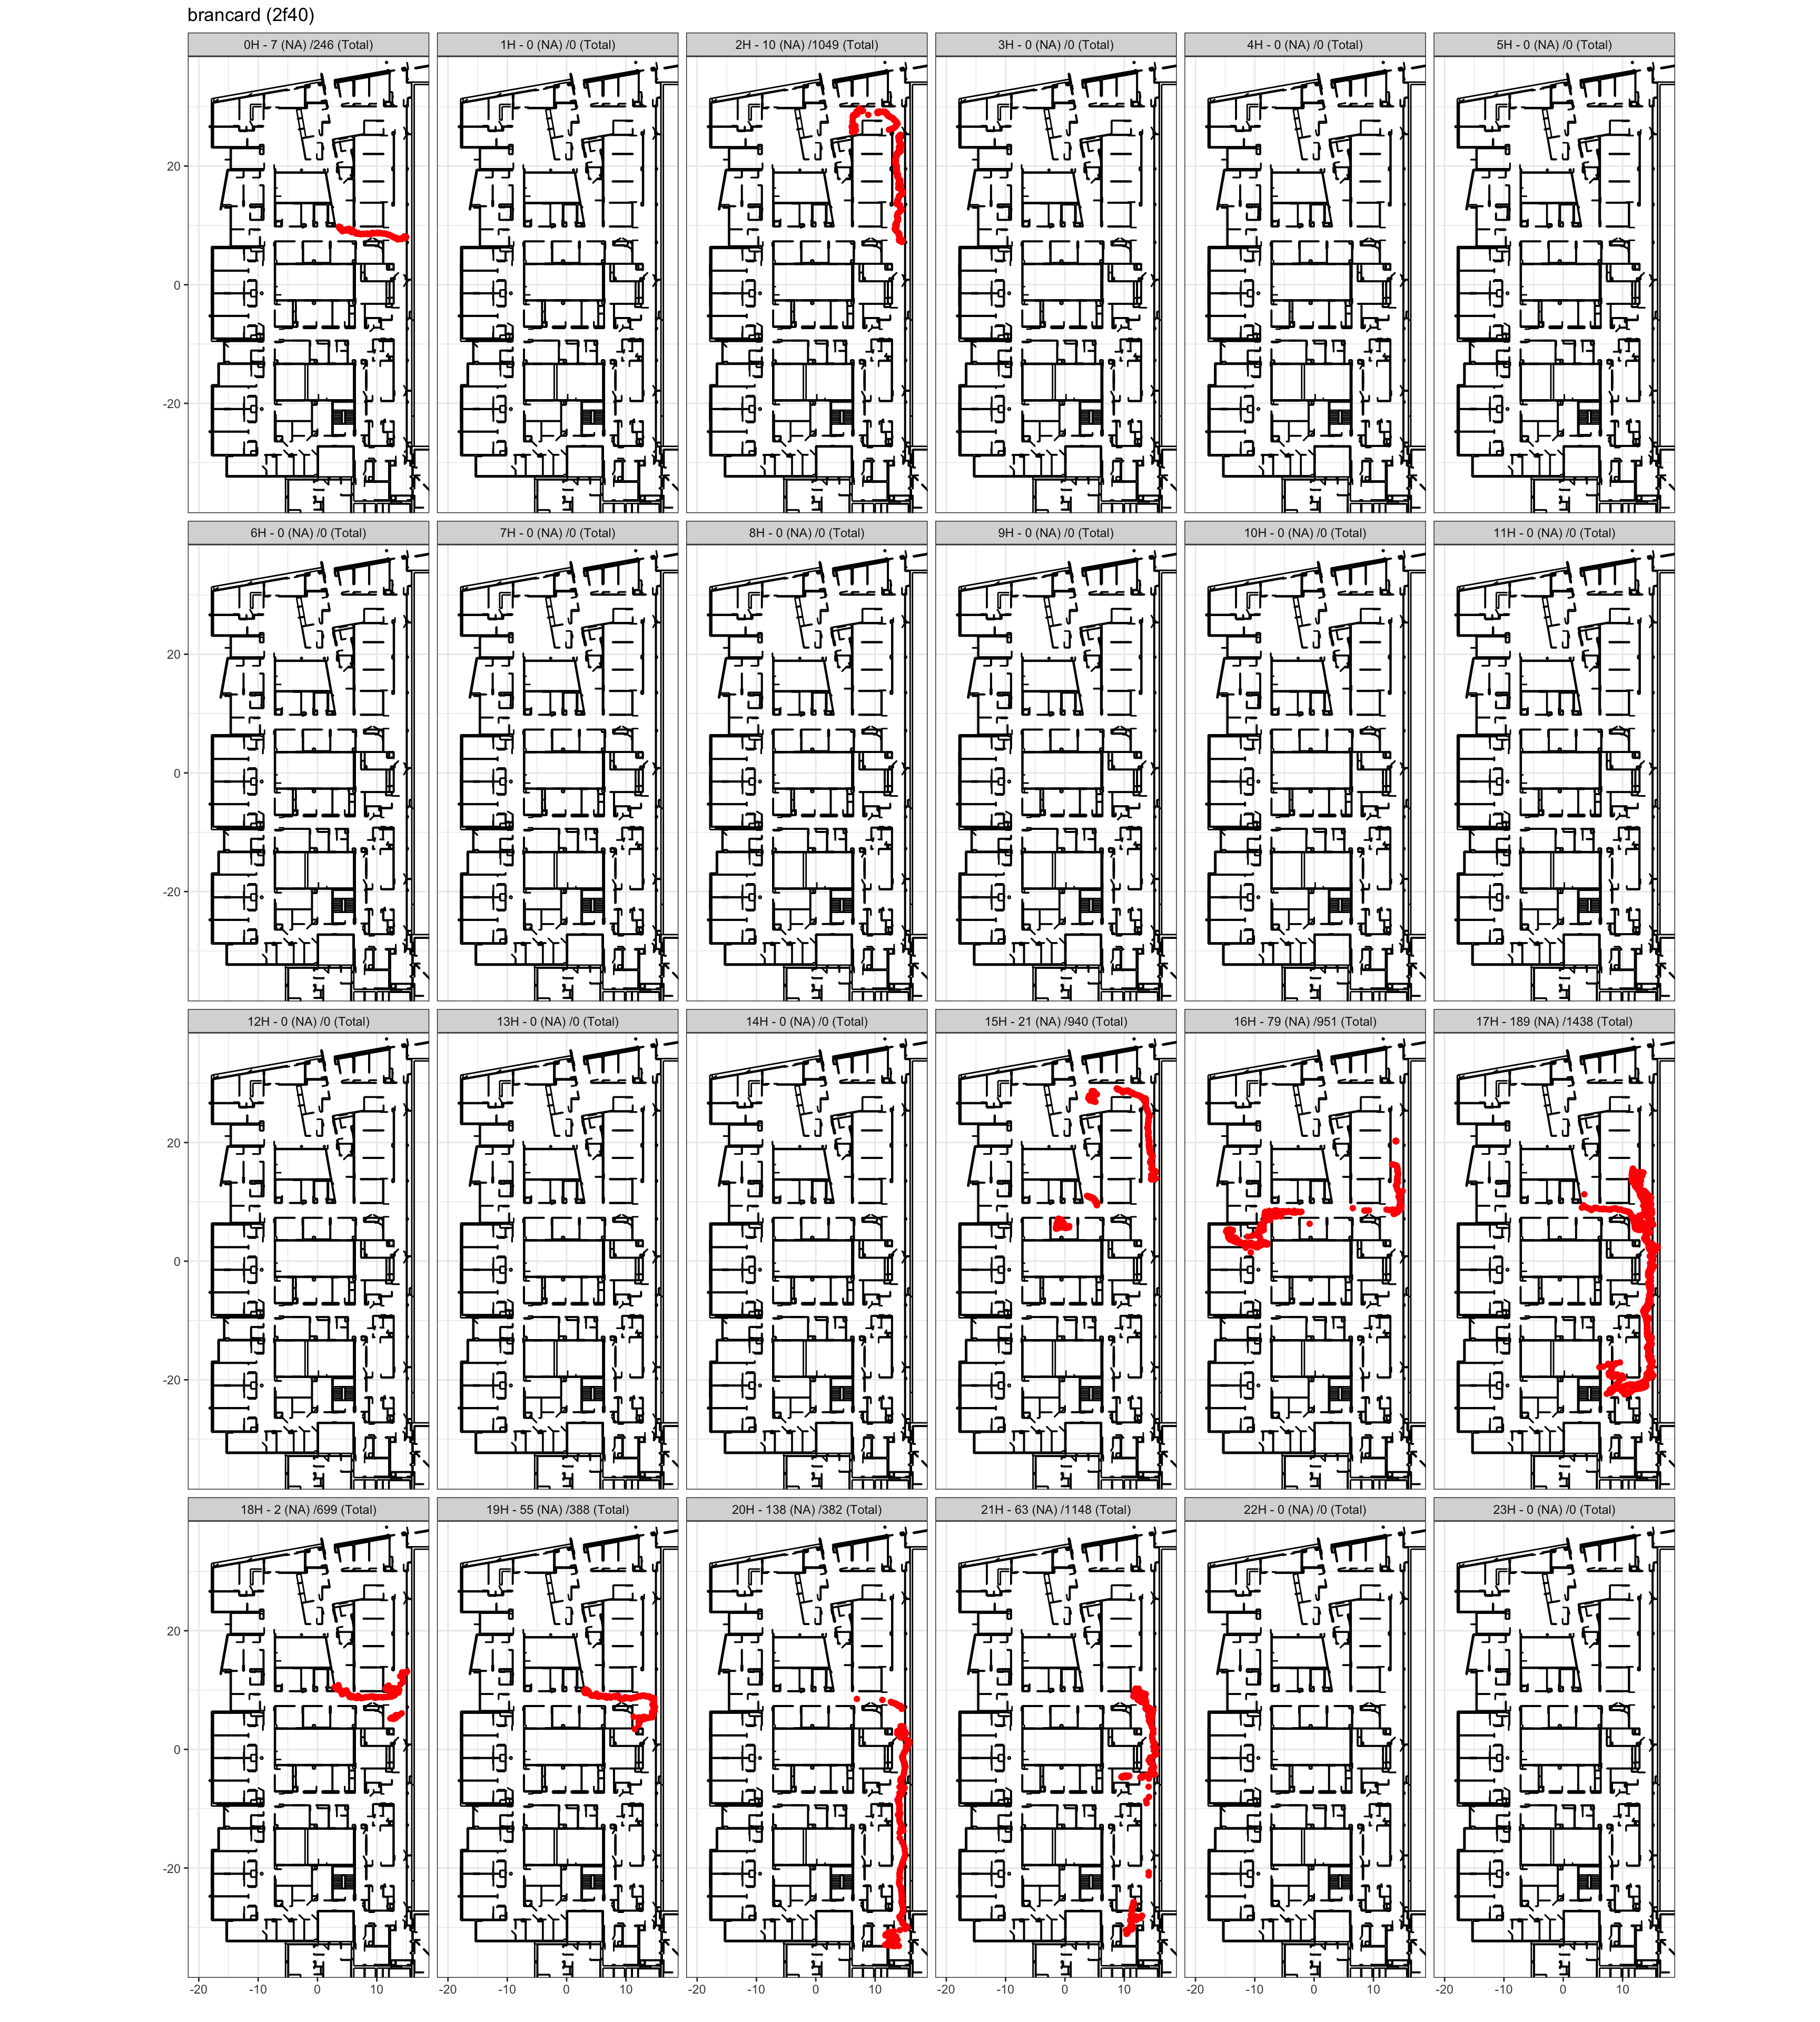 brancard (2f40)
0H - 7 (NA) /246 (Total)
1H - 0 (NA) /0 (Total)
2H - 10 (NA) /1049 (Total)
3H - 0 (NA) /0 (Total)
4H - 0 (NA) /0 (Total)
5H - 0 (NA) /0 (Total)
20
0
-20
6H - 0 (NA) /0 (Total)
7H - 0 (NA) /0 (Total)
8H - 0 (NA) /0 (Total)
9H - 0 (NA) /0 (Total)
10H - 0 (NA) /0 (Total)
11H - 0 (NA) /0 (Total)
20
0
-20
12H - 0 (NA) /0 (Total)
13H - 0 (NA) /0 (Total)
14H - 0 (NA) /0 (Total)
15H - 21 (NA) /940 (Total)
16H - 79 (NA) /951 (Total)
17H - 189 (NA) /1438 (Total)
20
0
-20
18H - 2 (NA) /699 (Total)
19H - 55 (NA) /388 (Total)
20H - 138 (NA) /382 (Total)
21H - 63 (NA) /1148 (Total)
22H - 0 (NA) /0 (Total)
23H - 0 (NA) /0 (Total)
20
0
-20
-20 -10 0 10
-20 -10 0 10
-20 -10 0 10
-20 -10 0 10
-20 -10 0 10
-20 -10 0 10